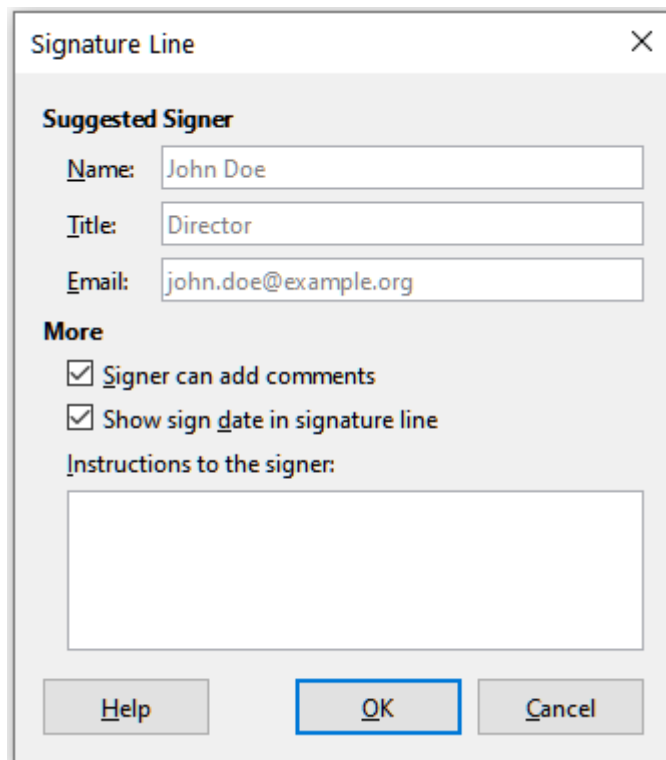 Signature Line
Suggested Signer
Name: John Doe
Title: Director
Email: john.doe@example.org
More
Signer can add comments
Show sign date in signature line
Instructions to the signer:
Help OK Cancel